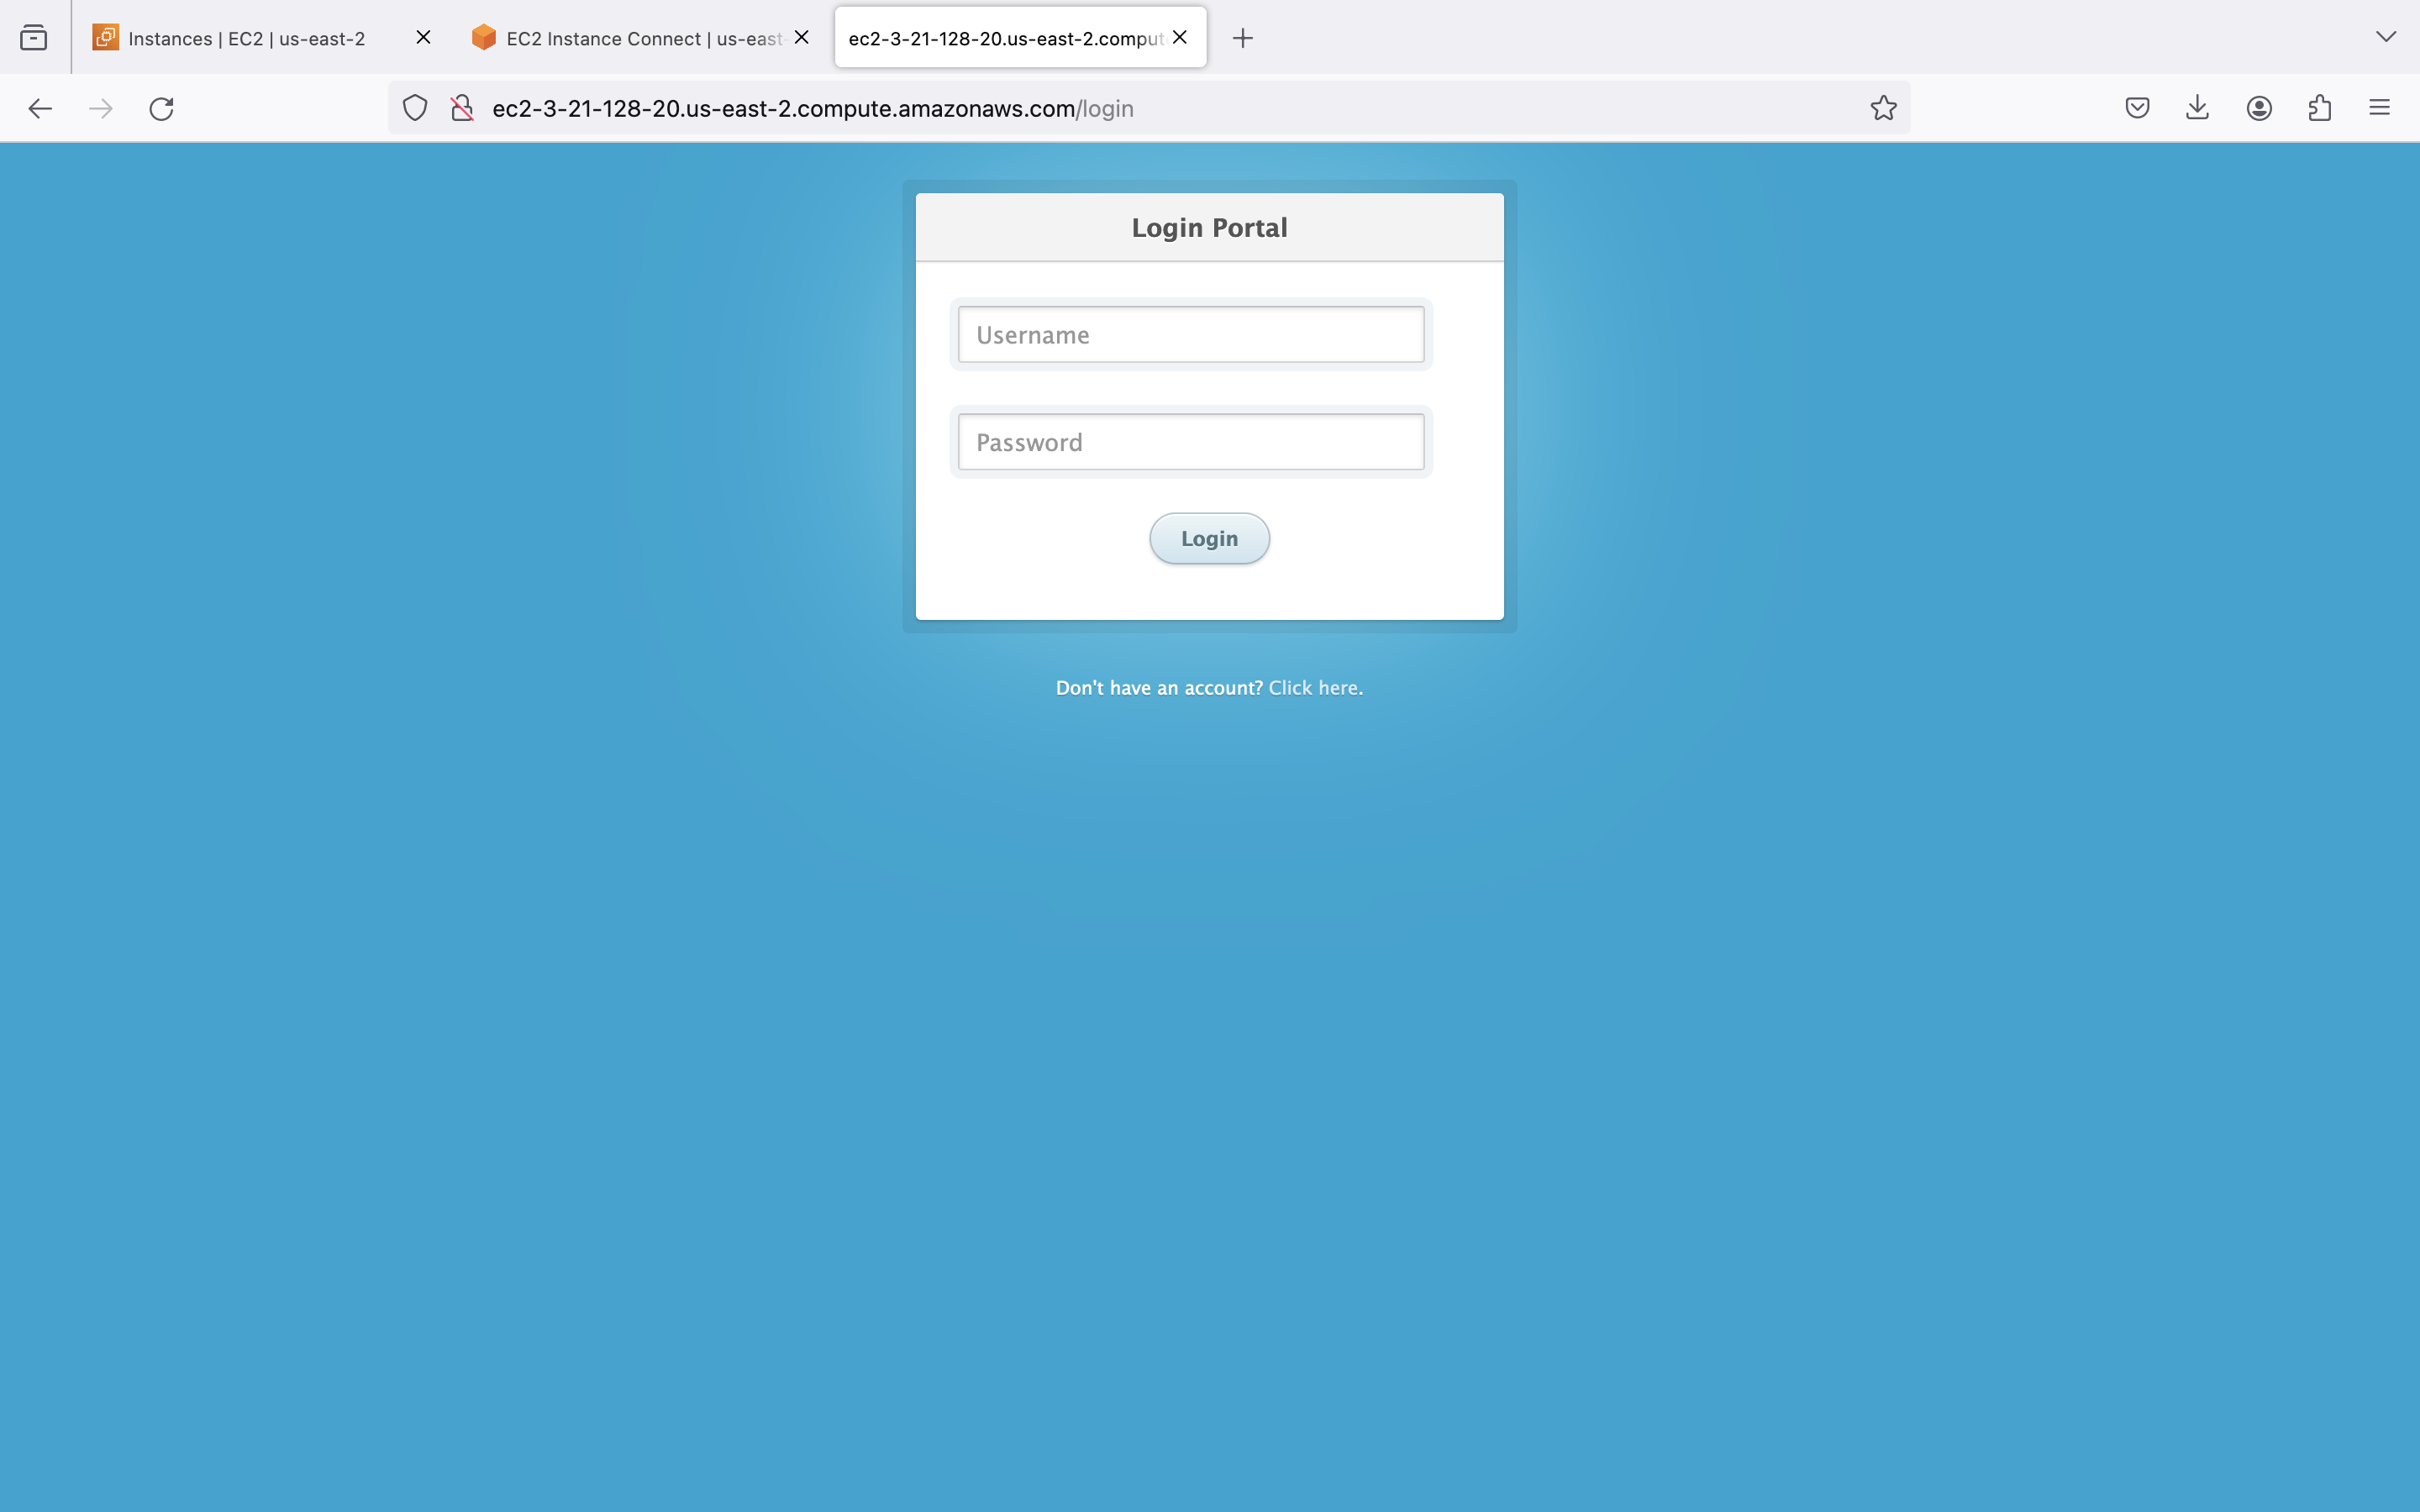 Instances | EC2 | us-east-2
EC2 Instance Connect | us-east-
ec2-3-21-128-20.us-east-2.comput
ec2-3-21-128-20.us-east-2.compute.amazonaws.com/login
Login Portal
Username
Password
Login
Don't have an account? Click here.